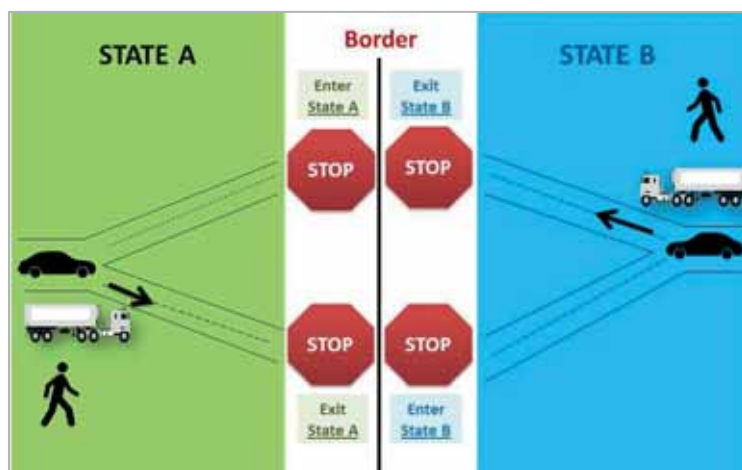 STATE A
Border
STATE B
Enter
State A
Exit
State B
STOP
STOP
STOP
STOP
Exit
State A
Enter
State B